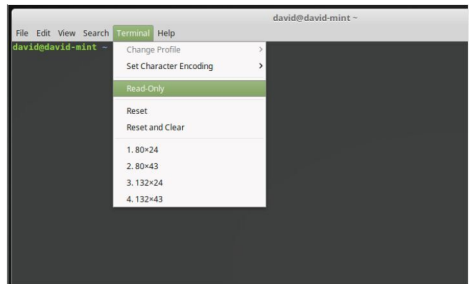 david@david-mint ~
File Edit View Search Terminal Help
david@david-mint ~
Change Profile
Set Character Encoding
Read-Only
Reset
Reset and Clear
1. 80×24
2. 80×43
3. 132×24
4. 132×43